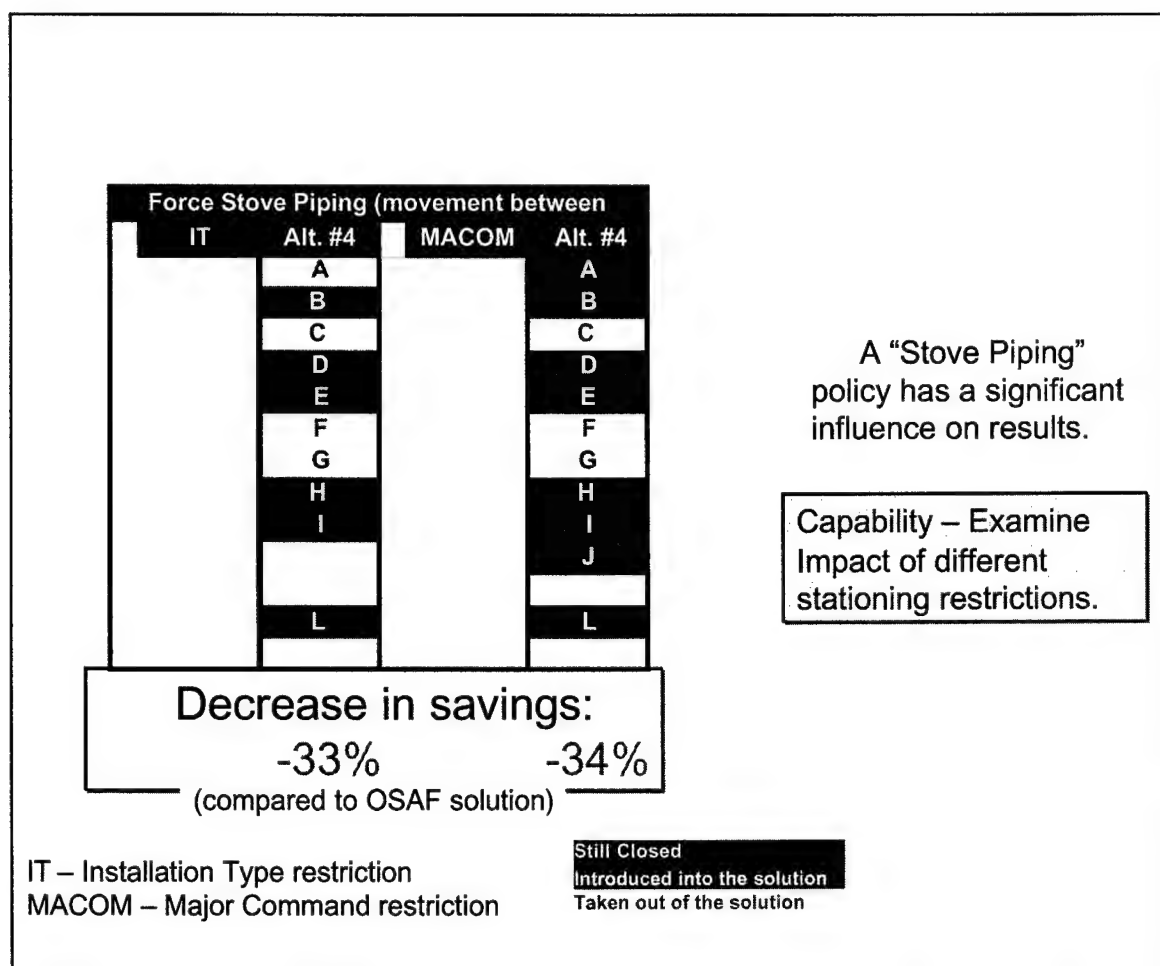 Force Stove Piping (movement between
IT Alt. #4 MACOM Alt. #4
A A
B B
C C
D D
E E
F F
G G
H H
I I
J
L L
A “Stove Piping”
policy has a significant
influence on results.
Capability – Examine
Impact of different
stationing restrictions.
Decrease in savings:
-33% -34%
(compared to OSAF solution)
IT – Installation Type restriction
MACOM – Major Command restriction
Still Closed
Introduced into the solution
Taken out of the solution